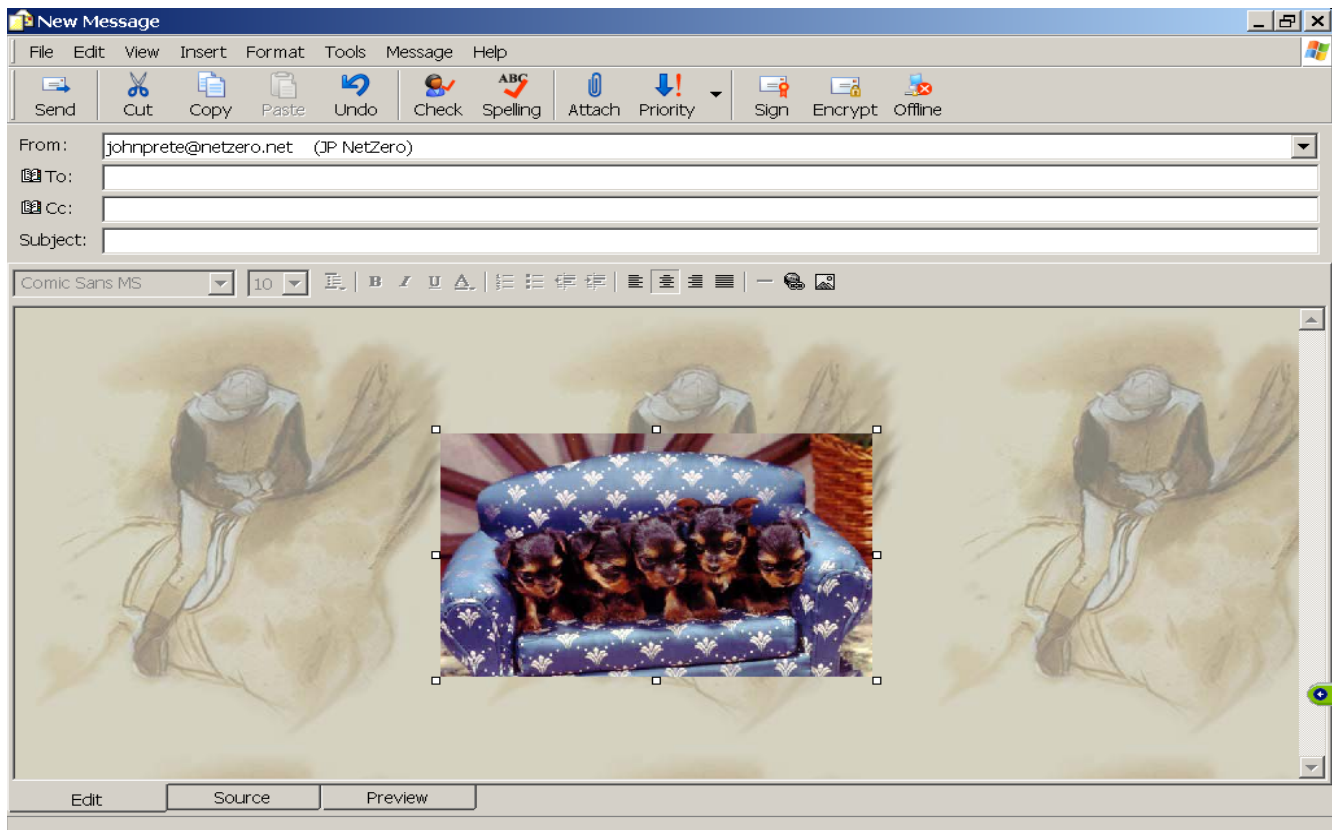 New Message
File Edit View Insert Format Tools Message Help
ABC
Send Cut Copy Paste Undo Check Spelling Attach Priority Sign Encrypt Offline
From: johnprete@netzero.net (JP NetZero)
To:
Cc:
Subject:
Comic Sans MS 10 B I U A
Edit Source Preview